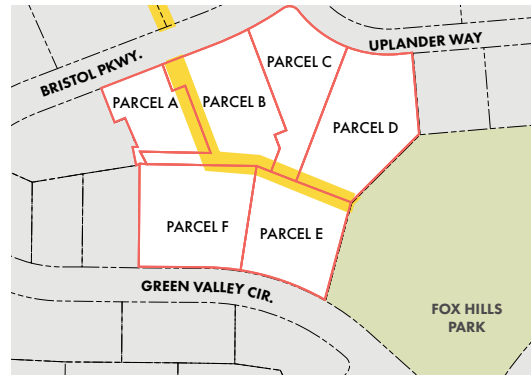 UPLANDER WAY
BRISTOL PKWY.
PARCEL C
PARCEL A
PARCEL B
PARCEL D
PARCEL F
PARCEL E
GREEN VALLEY CIR.
FOX HILLS
PARK